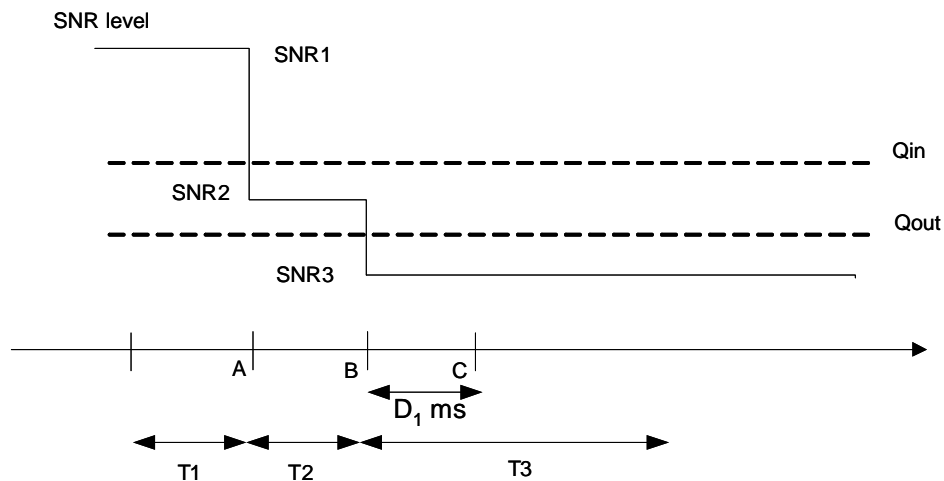 SNR level
SNR1
Qin
SNR2
Qout
SNR3
A B C
D1 ms
T1 T2 T3